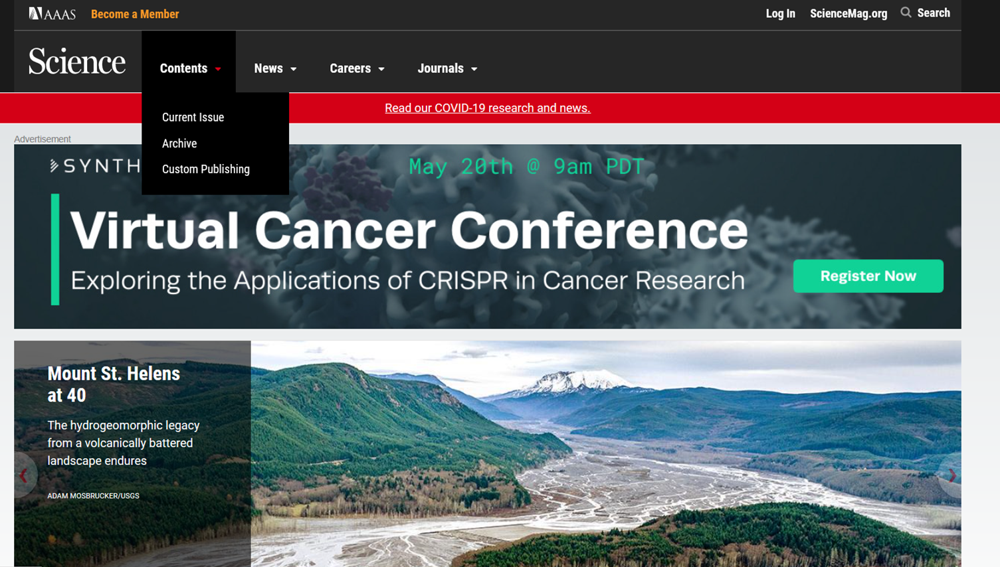 AAAS
Become a Member
Log In
ScienceMag.org
Search
Science
Contents
News
Careers
Journals
Current Issue
Archive
Custom Publishing
Read our COVID-19 research and news.
Advertisement
SYNTH
May 20th @ 9am PDT
Virtual Cancer Conference
Exploring the Applications of CRISPR in Cancer Research
Register Now
Mount St. Helens
at 40
The hydrogeomorphic legacy
from a volcanically battered
landscape endures
ADAM MOSBRUCKER/USGS